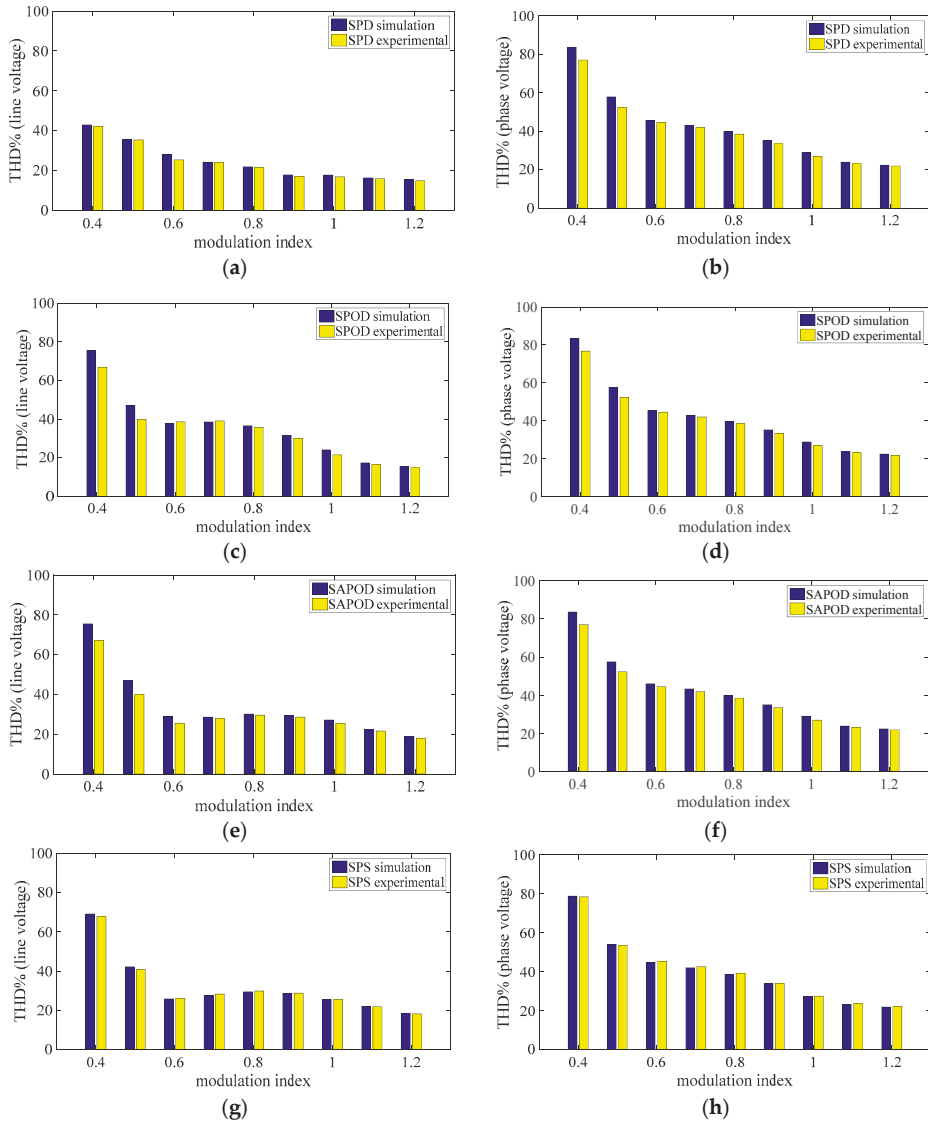 100
80
60
40
20
0
THD% (line voltage)
SPD simulation
SPD experimental
0.4 0.6 0.8 1 1.2
modulation index
(a)
100
80
60
40
20
0
THD% (phase voltage)
SPD simulation
SPD experimental
0.4 0.6 0.8 1 1.2
modulation index
(b)
100
80
60
40
20
0
THD% (line voltage)
SPOD simulation
SPOD experimental
0.4 0.6 0.8 1 1.2
modulation index
(c)
100
80
60
40
20
0
THD% (phase voltage)
SPOD simulation
SPOD experimental
0.4 0.6 0.8 1 1.2
modulation index
(d)
100
80
60
40
20
0
THD% (line voltage)
SAPOD simulation
SAPOD experimental
0.4 0.6 0.8 1 1.2
modulation index
(e)
100
80
60
40
20
0
THD% (phase voltage)
SAPOD simulation
SAPOD experimental
0.4 0.6 0.8 1 1.2
modulation index
(f)
100
80
60
40
20
0
THD% (line voltage)
SPS simulation
SPS experimental
0.4 0.6 0.8 1 1.2
modulation index
(g)
100
80
60
40
20
0
THD% (phase voltage)
SPS simulation
SPS experimental
0.4 0.6 0.8 1 1.2
modulation index
(h)